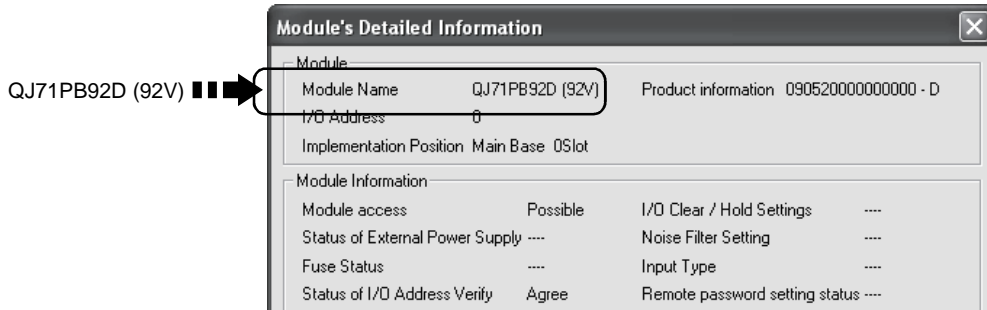 Module's Detailed Information
Module
QJ71PB92D (92V)
Module Name QJ71PB92D (92V) Product information 090520000000000 - D
I/O Address 0
Implementation Position Main Base 0Slot
Module Information
Module access Possible I/O Clear / Hold Settings ----
Status of External Power Supply ---- Noise Filter Setting ----
Fuse Status ---- Input Type ----
Status of I/O Address Verify Agree Remote password setting status ----